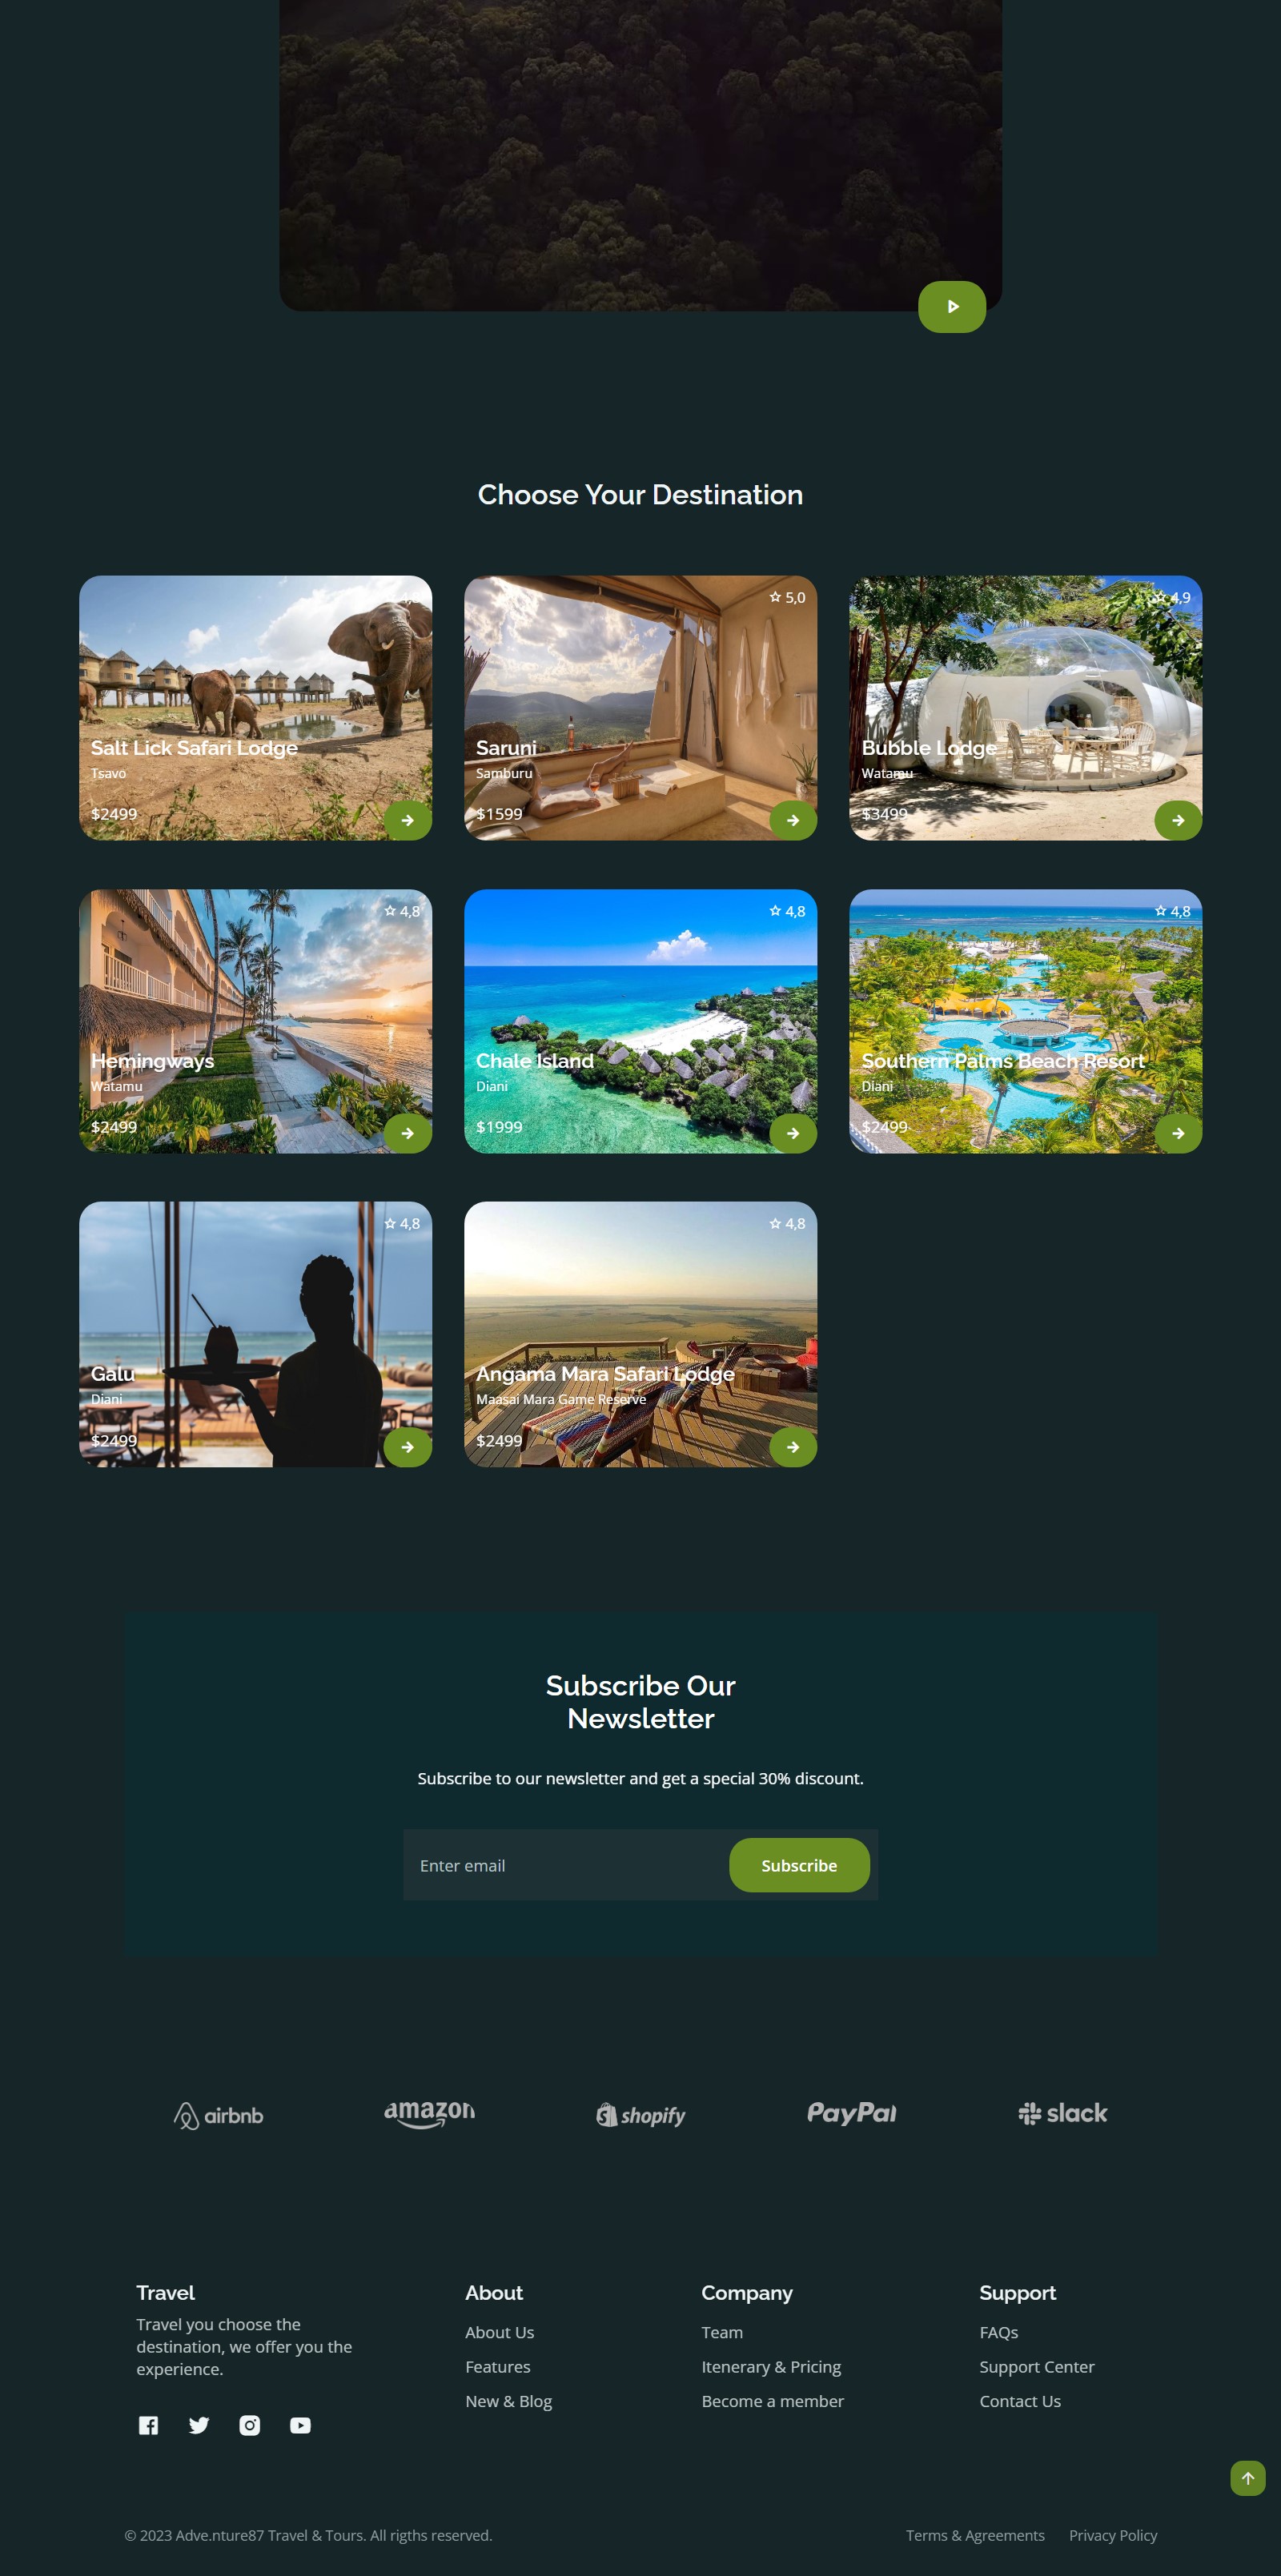 Choose Your Destination
5,0
4,9
Salt Lick Safari Lodge
Tsavo
$2499
Saruni
Samburu
$1599
Bubble Lodge
Watamu
$3499
4,8
4,8
4,8
Hemingways
Watamu
$2499
Chale Island
Diani
$1999
Southern Palms Beach Resort
Diani
$2499
4,8
4,8
Galu
Diani
$2499
Angama Mara Safari Lodge
Maasai Mara Game Reserve
$2499
Subscribe Our
Newsletter
Subscribe to our newsletter and get a special 30% discount.
Enter email
Subscribe
airbnb
amazon
shopify
PayPal
slack
Travel
Travel you choose the
destination, we offer you the
experience.
About
About Us
Features
New & Blog
Company
Team
Itenerary & Pricing
Become a member
Support
FAQs
Support Center
Contact Us
© 2023 Adve.nture87 Travel & Tours. All rigths reserved.
Terms & Agreements
Privacy Policy